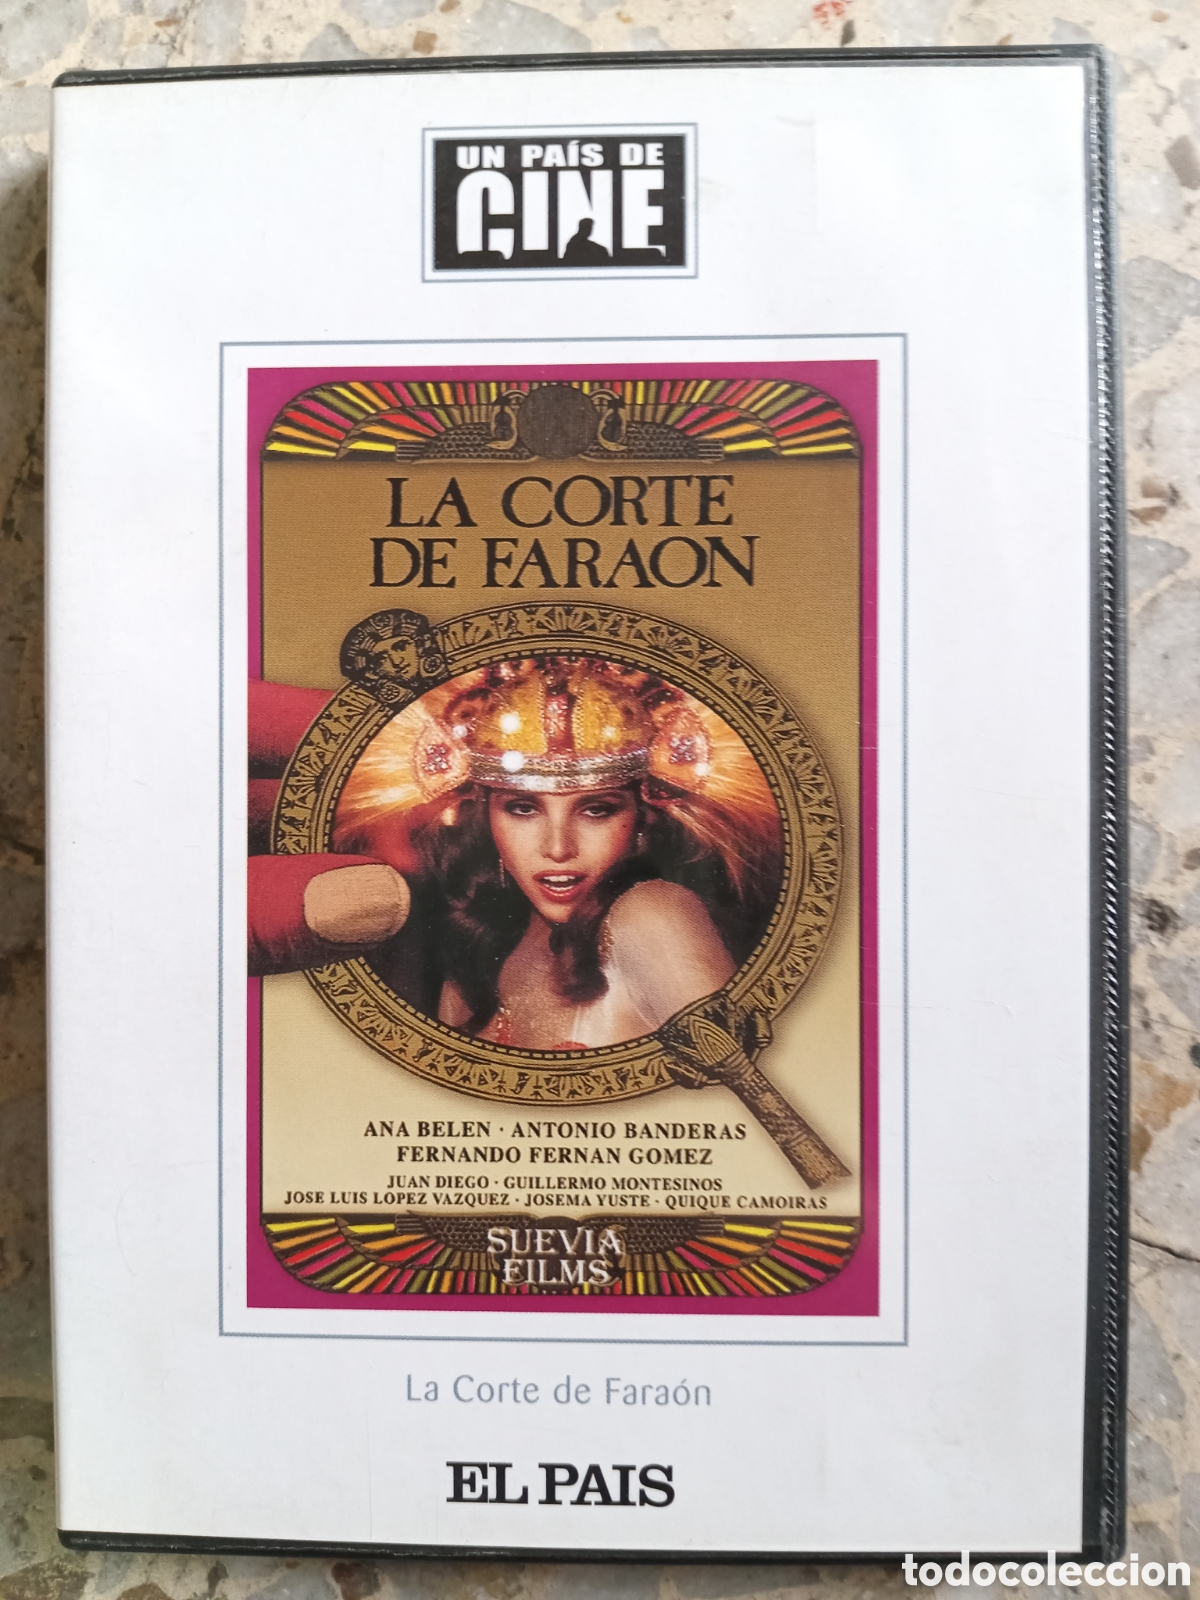 UN PAÍS DE
CINE
LA CORTE
DE FARAON
ANA BELEN · ANTONIO BANDERAS
FERNANDO FERNAN GOMEZ
JUAN DIEGO · GUILLERMO MONTESINOS
JOSE LUIS LOPEZ VAZQUEZ · JOSEMA YUSTE · QUIQUE CAMOIRAS
SUEVIA
FILMS
La Corte de Faraón
EL PAIS
todocoleccion